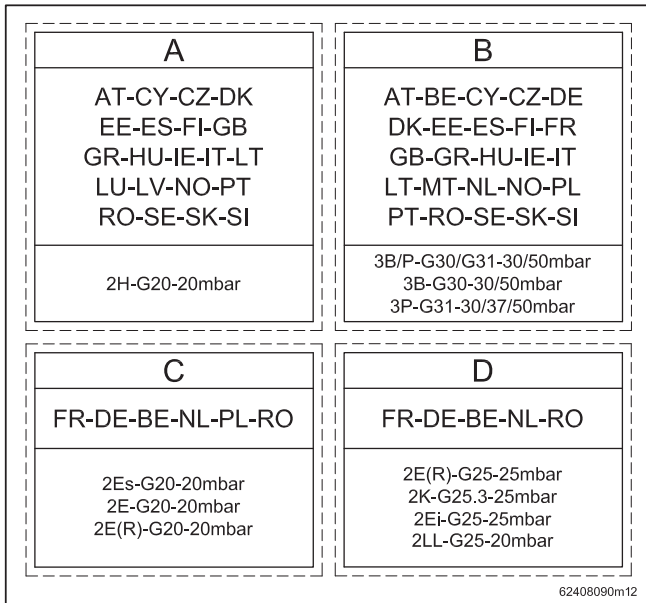 A
AT-CY-CZ-DK
EE-ES-FI-GB
GR-HU-IE-IT-LT
LU-LV-NO-PT
RO-SE-SK-SI
2H-G20-20mbar
B
AT-BE-CY-CZ-DE
DK-EE-ES-FI-FR
GB-GR-HU-IE-IT
LT-MT-NL-NO-PL
PT-RO-SE-SK-SI
3B/P-G30/G31-30/50mbar
3B-G30-30/50mbar
3P-G31-30/37/50mbar
C
FR-DE-BE-NL-PL-RO
2Es-G20-20mbar
2E-G20-20mbar
2E(R)-G20-20mbar
D
FR-DE-BE-NL-RO
2E(R)-G25-25mbar
2K-G25.3-25mbar
2Ei-G25-25mbar
2LL-G25-20mbar
62408090m12